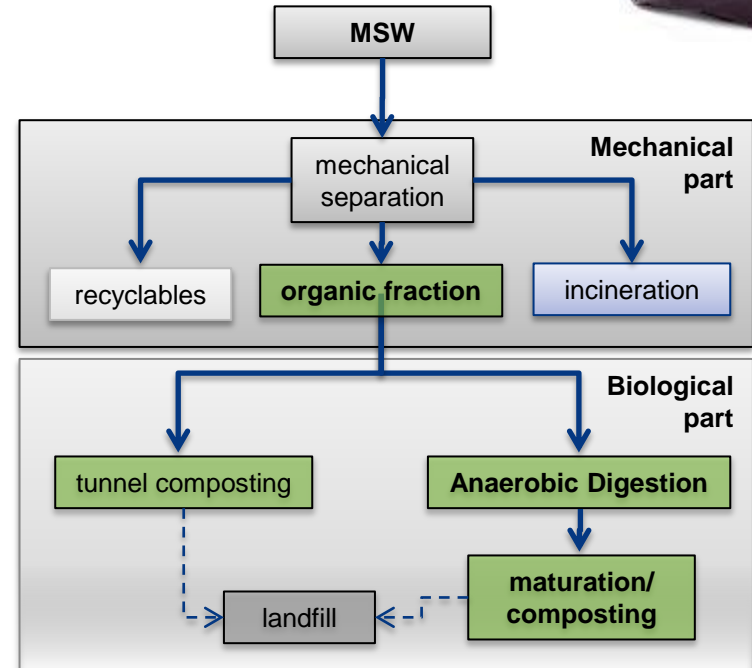 MSW
Mechanical
part
mechanical
separation
recyclables
organic fraction
incineration
Biological
part
tunnel composting
Anaerobic Digestion
maturation/
composting
landfill